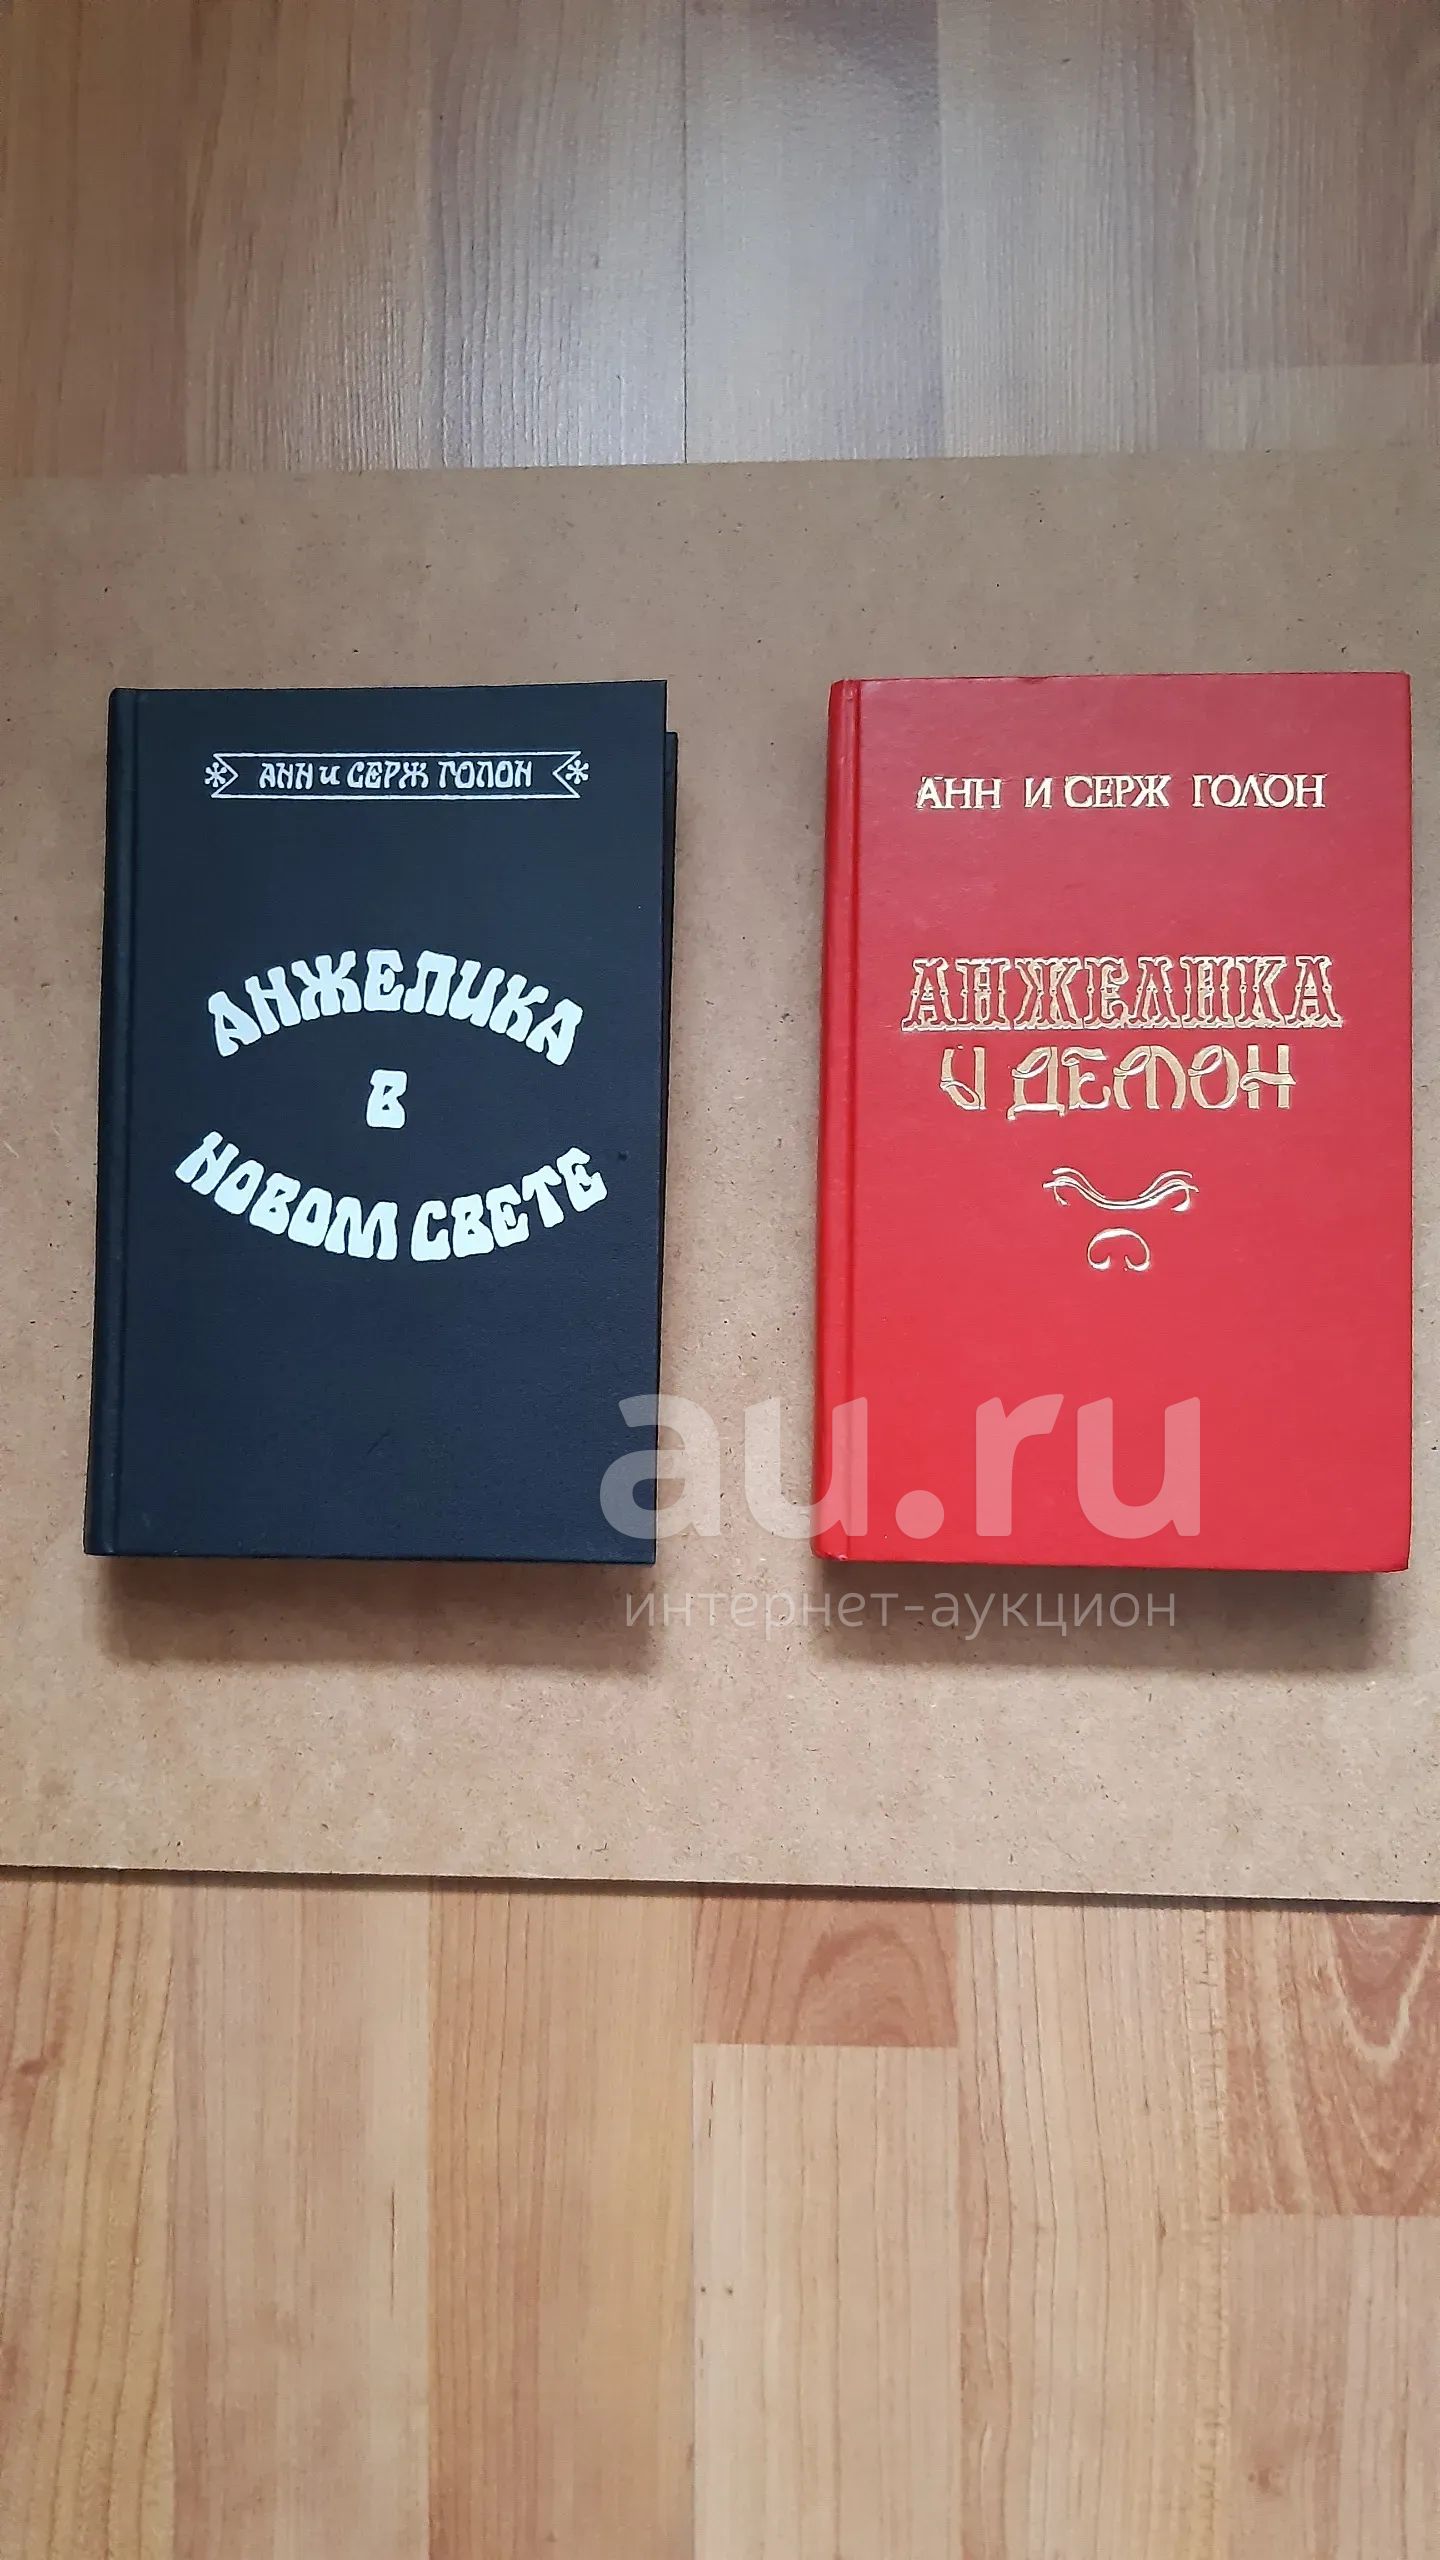 АНН и СЕРЖ ГОЛОН
АНЖЕЛИКА
В
НОВОМ СВЕТЕ
АНН И СЕРЖ ГОЛОН
АНЖЕЛИКА
И ДЕМОН
au.ru
интернет-аукцион